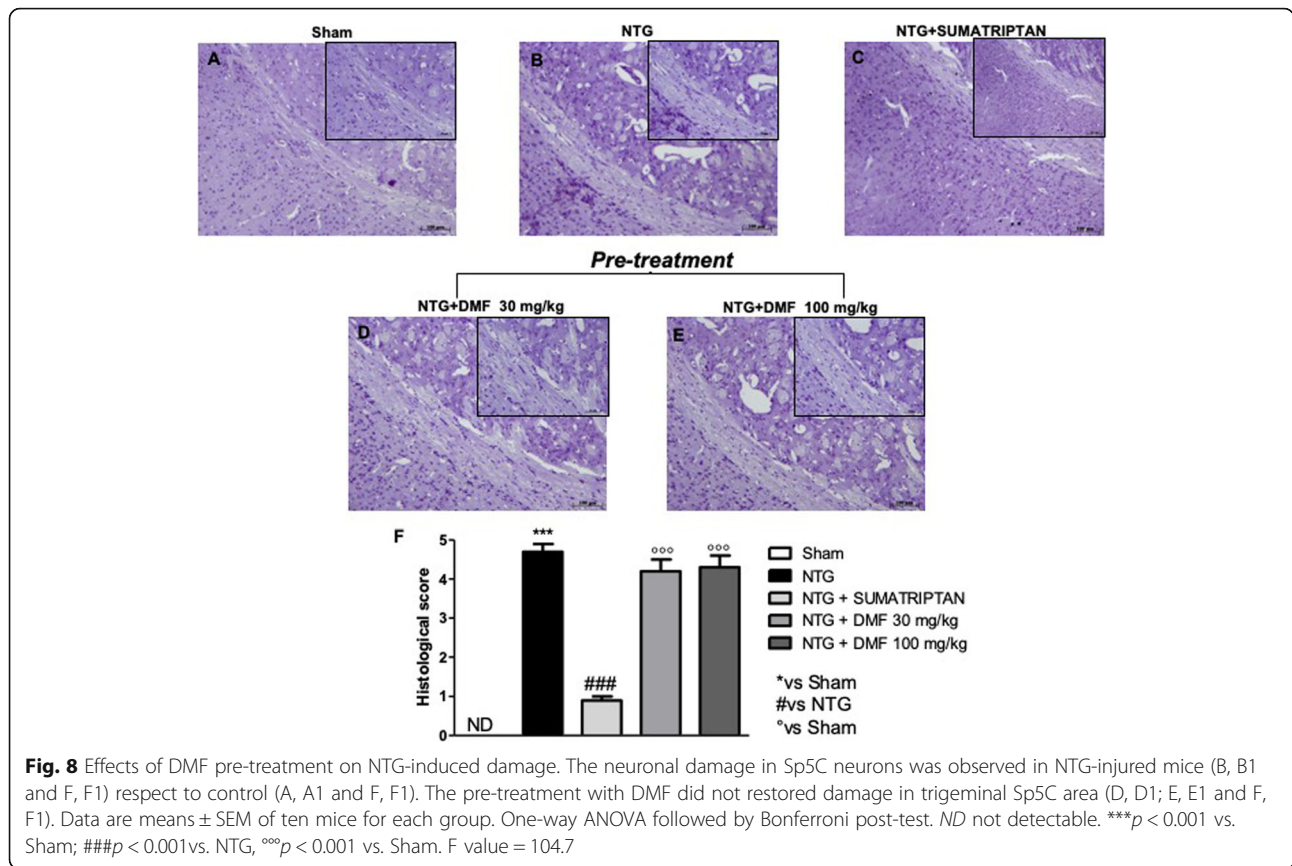 Sham
NTG
NTG+SUMATRIPTAN
A
B
C
Pre-treatment
NTG+DMF 30 mg/kg
NTG+DMF 100 mg/kg
D
E
F
Histological score
5
4
3
2
1
0
ND
***
###
°°°
°°°
Sham
NTG
NTG + SUMATRIPTAN
NTG + DMF 30 mg/kg
NTG + DMF 100 mg/kg
*vs Sham
#vs NTG
°vs Sham
Fig. 8 Effects of DMF pre-treatment on NTG-induced damage. The neuronal damage in Sp5C neurons was observed in NTG-injured mice (B, B1
and F, F1) respect to control (A, A1 and F, F1). The pre-treatment with DMF did not restored damage in trigeminal Sp5C area (D, D1; E, E1 and F,
F1). Data are means ± SEM of ten mice for each group. One-way ANOVA followed by Bonferroni post-test. ND not detectable. ***p < 0.001 vs.
Sham; ###p < 0.001vs. NTG, °°°p < 0.001 vs. Sham. F value = 104.7